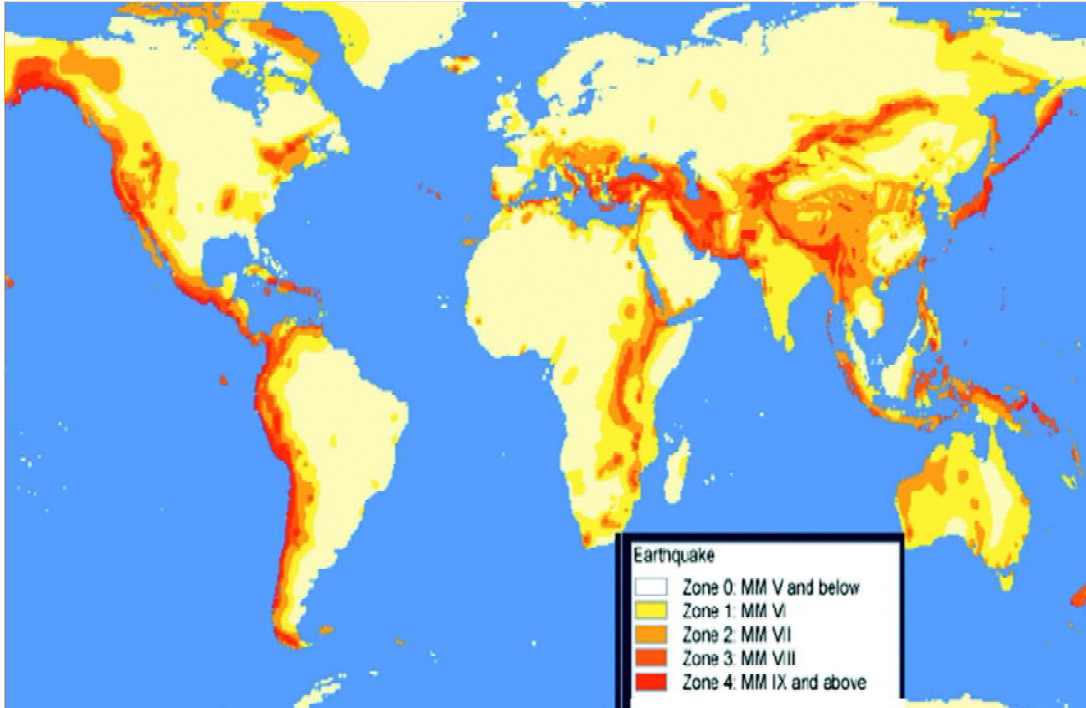 Earthquake
Zone 0: MM V and below
Zone 1: MM VI
Zone 2: MM VII
Zone 3: MM VIII
Zone 4: MM IX and above